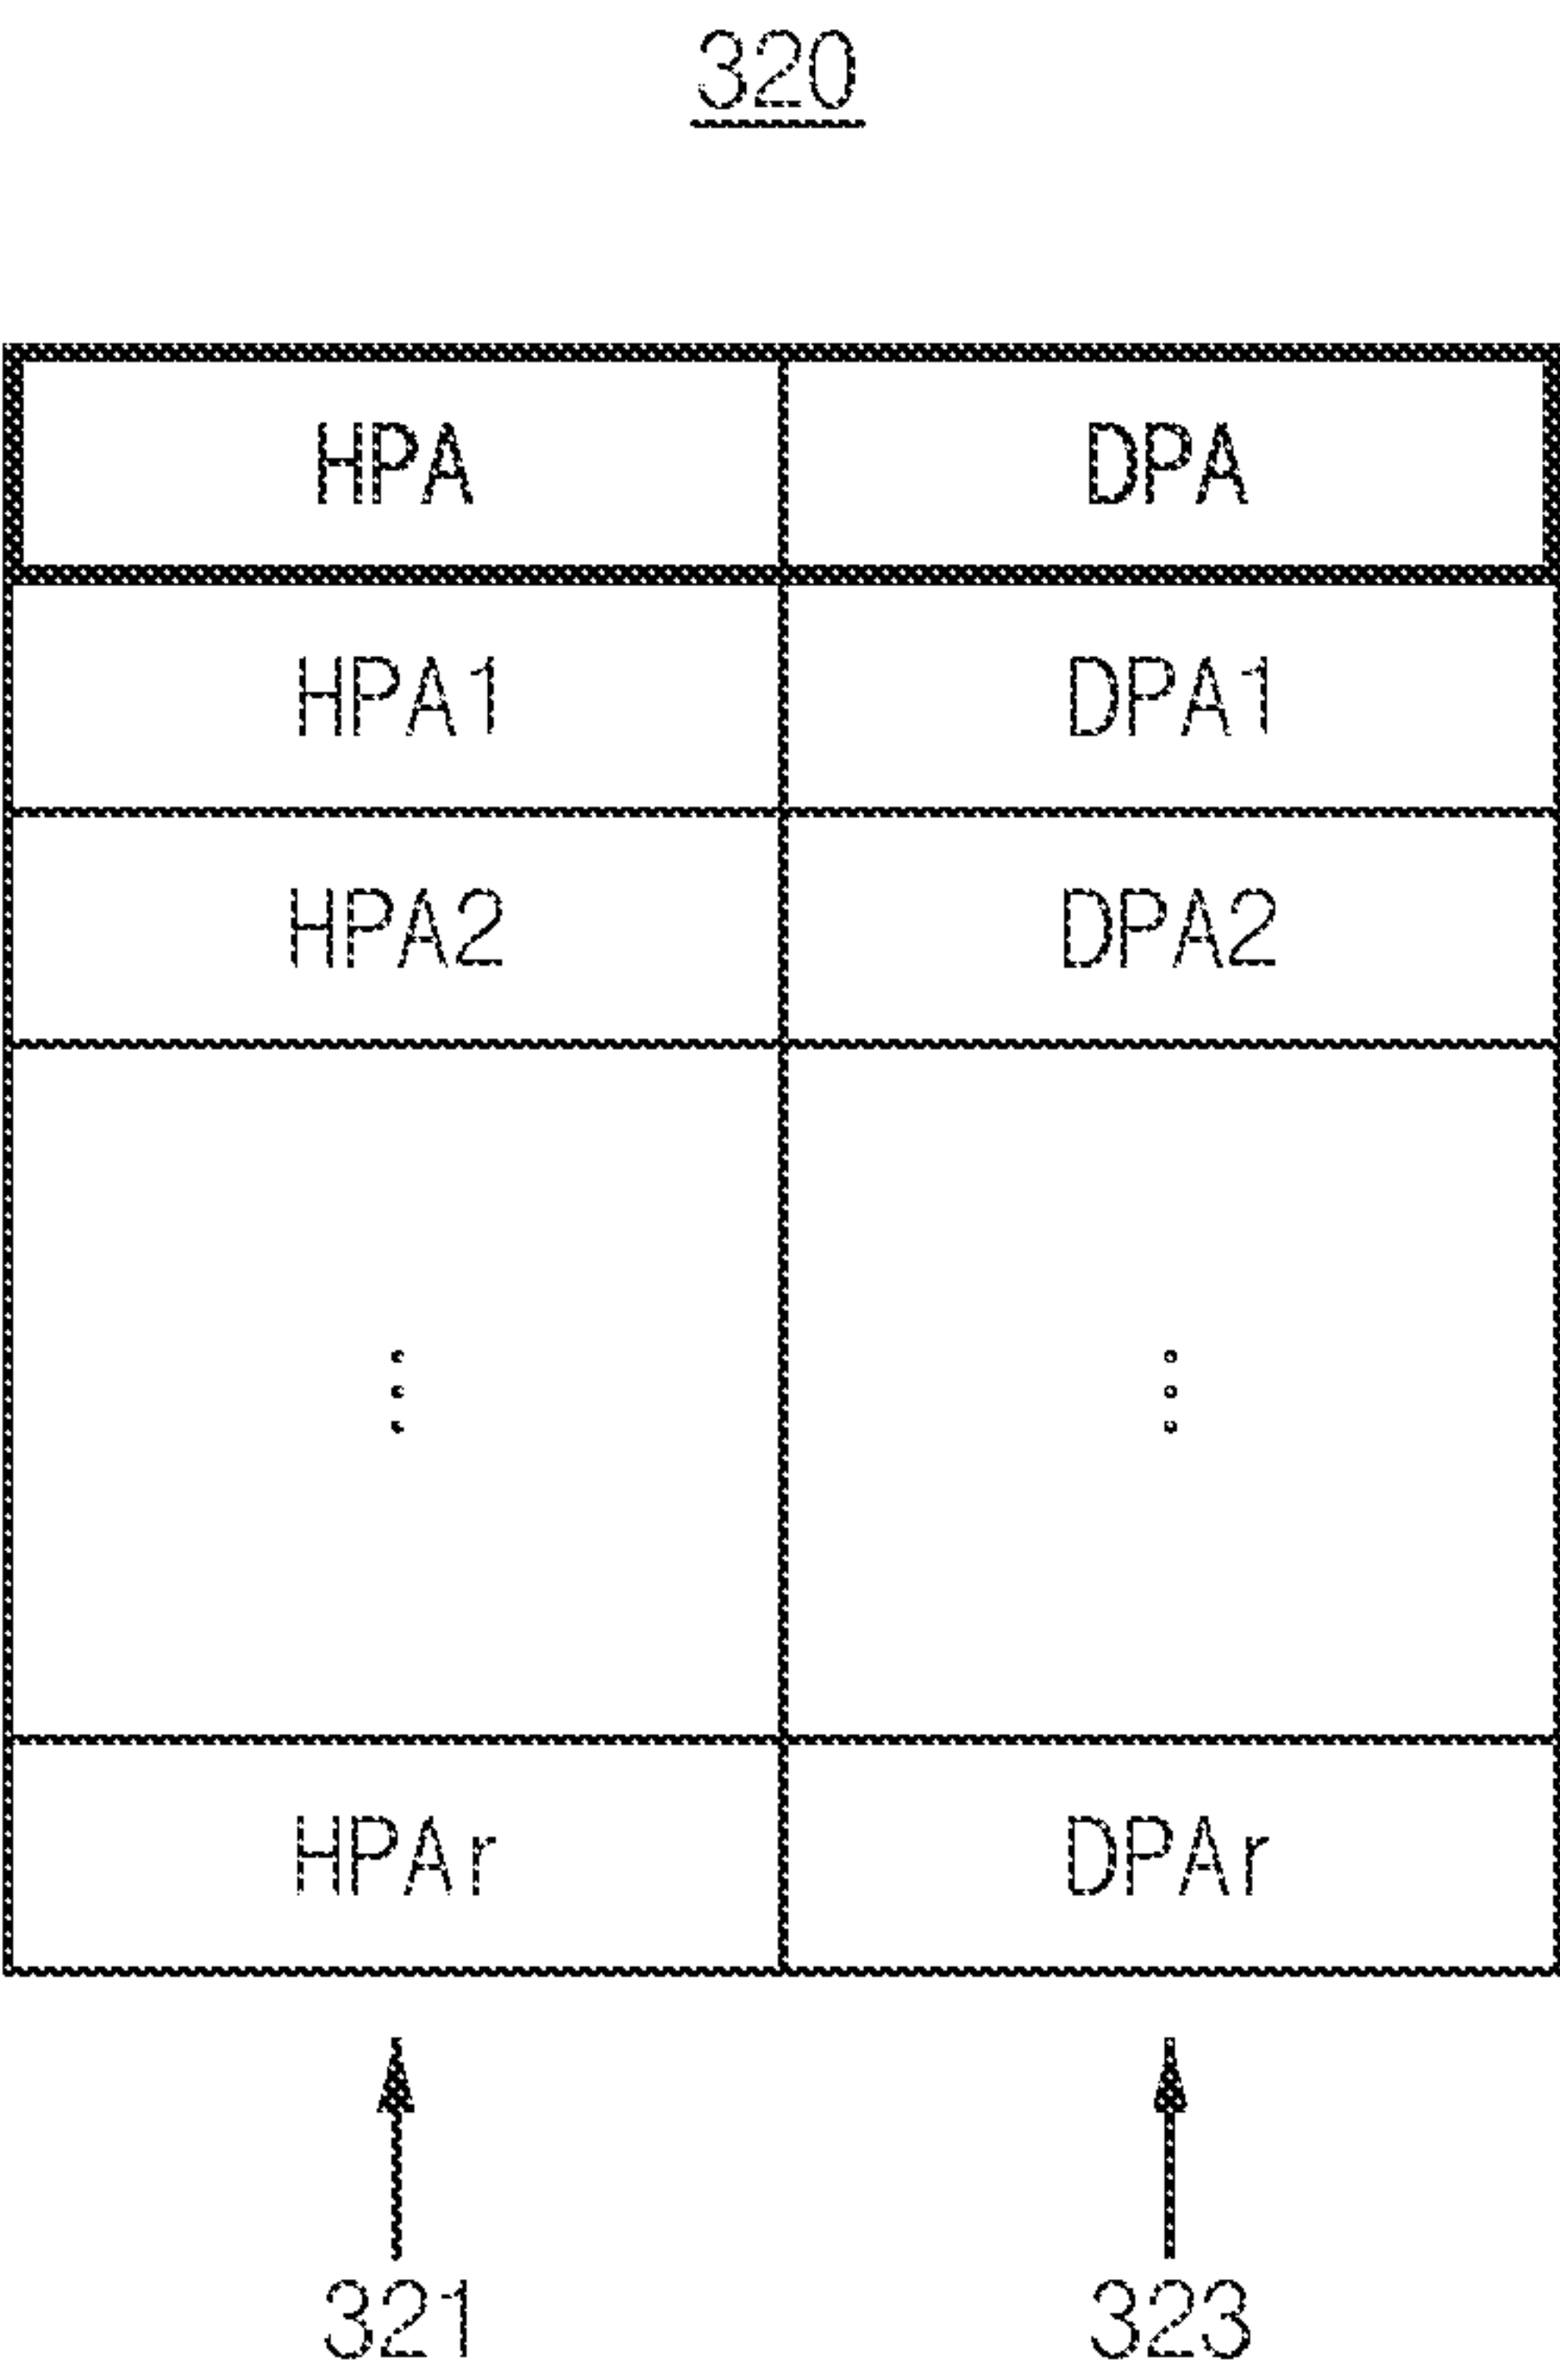 320
HPA DPA
HPA1 DPA1
HPA2 DPA2
⋮ ⋮
HPAr DPAr
321 323